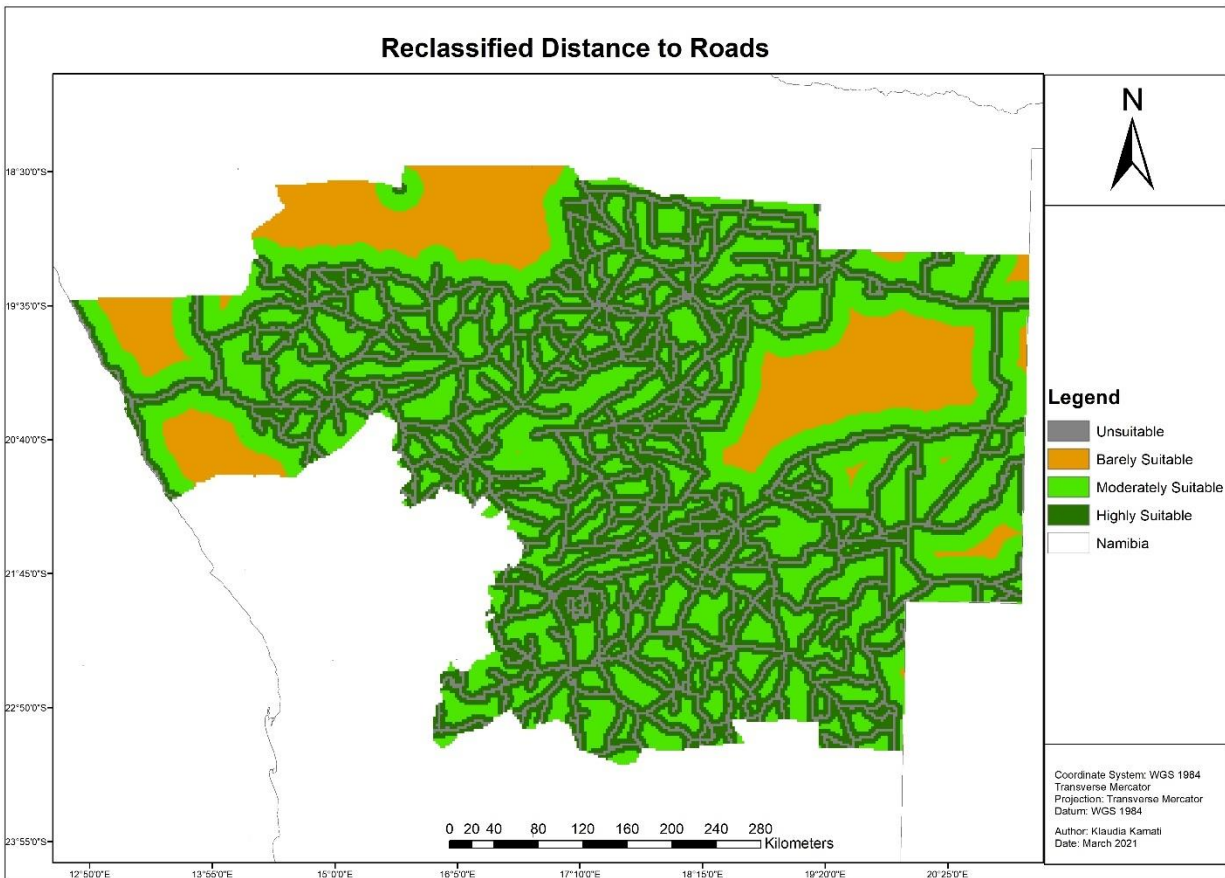 Reclassified Distance to Roads
N
18°30'0"S
19°35'0"S
20°40'0"S
21°45'0"S
22°50'0"S
23°55'0"S
12°50'0"E
13°55'0"E
15°0'0"E
16°5'0"E
17°10'0"E
18°15'0"E
19°20'0"E
20°25'0"E
0 20 40 80 120 160 200 240 280
Kilometers
Legend
Unsuitable
Barely Suitable
Moderately Suitable
Highly Suitable
Namibia
Coordinate System: WGS 1984
Transverse Mercator
Projection: Transverse Mercator
Datum: WGS 1984
Author: Klaudia Kamati
Date: March 2021